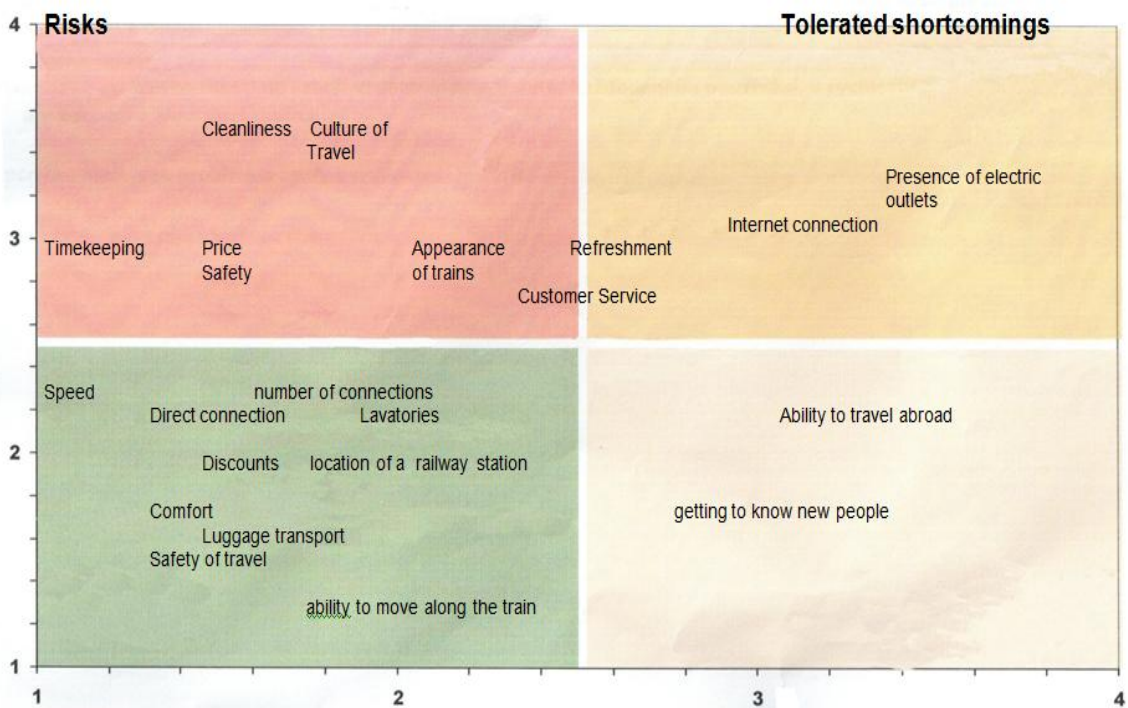 4
Risks
Tolerated shortcomings
Cleanliness
Culture of
Travel
Presence of electric
outlets
Internet connection
3
Timekeeping
Price
Safety
Appearance
of trains
Refreshment
Customer Service
Speed
number of connections
Direct connection
Lavatories
Ability to travel abroad
2
Discounts
location of a railway station
Comfort
getting to know new people
Luggage transport
Safety of travel
ability to move along the train
1
1
2
3
4